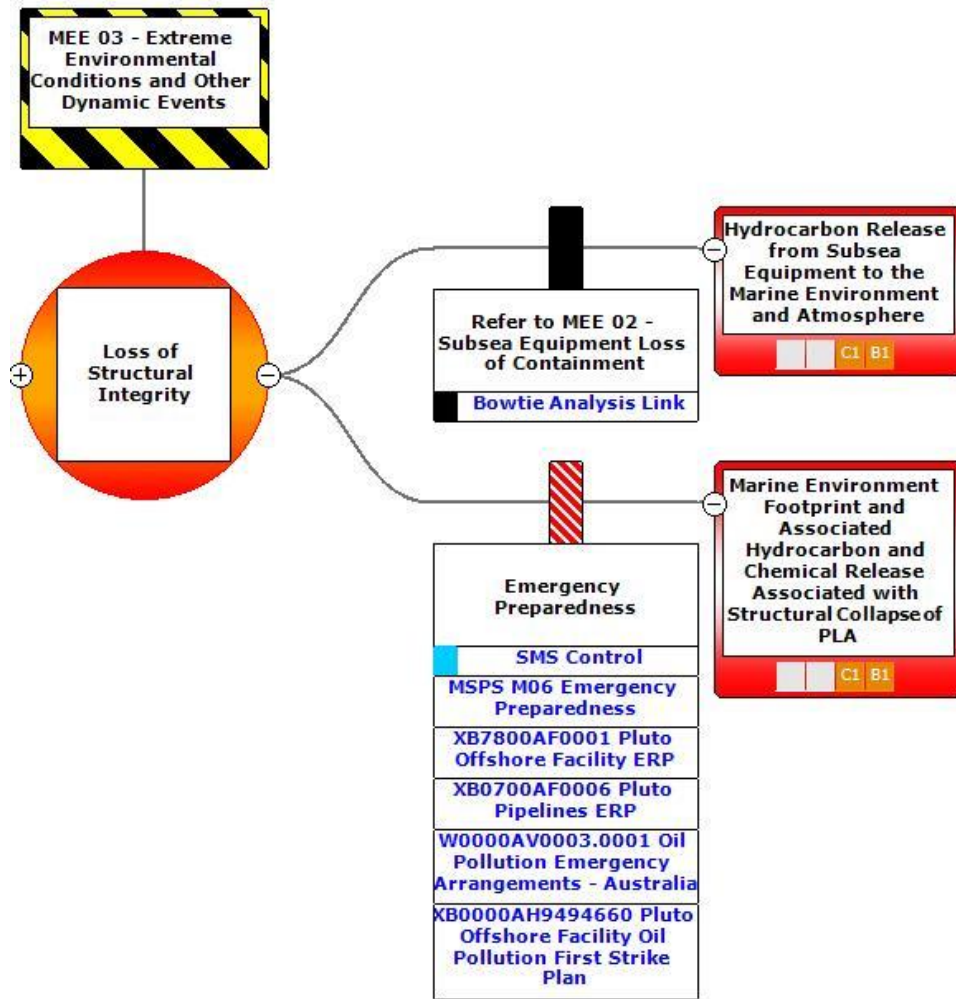 MEE 03 - Extreme
Environmental
Conditions and Other
Dynamic Events
Loss of
Structural
Integrity
Refer to MEE 02 -
Subsea Equipment Loss
of Containment
Bowtie Analysis Link
Hydrocarbon Release
from Subsea
Equipment to the
Marine Environment
and Atmosphere
C1 B1
Emergency
Preparedness
SMS Control
MSPS M06 Emergency
Preparedness
XB7800AF0001 Pluto
Offshore Facility ERP
XB0700AF0006 Pluto
Pipelines ERP
W0000AV0003.0001 Oil
Pollution Emergency
Arrangements - Australia
XB0000AH9494660 Pluto
Offshore Facility Oil
Pollution First Strike
Plan
Marine Environment
Footprint and
Associated
Hydrocarbon and
Chemical Release
Associated with
Structural Collapse of
PLA
C1 B1